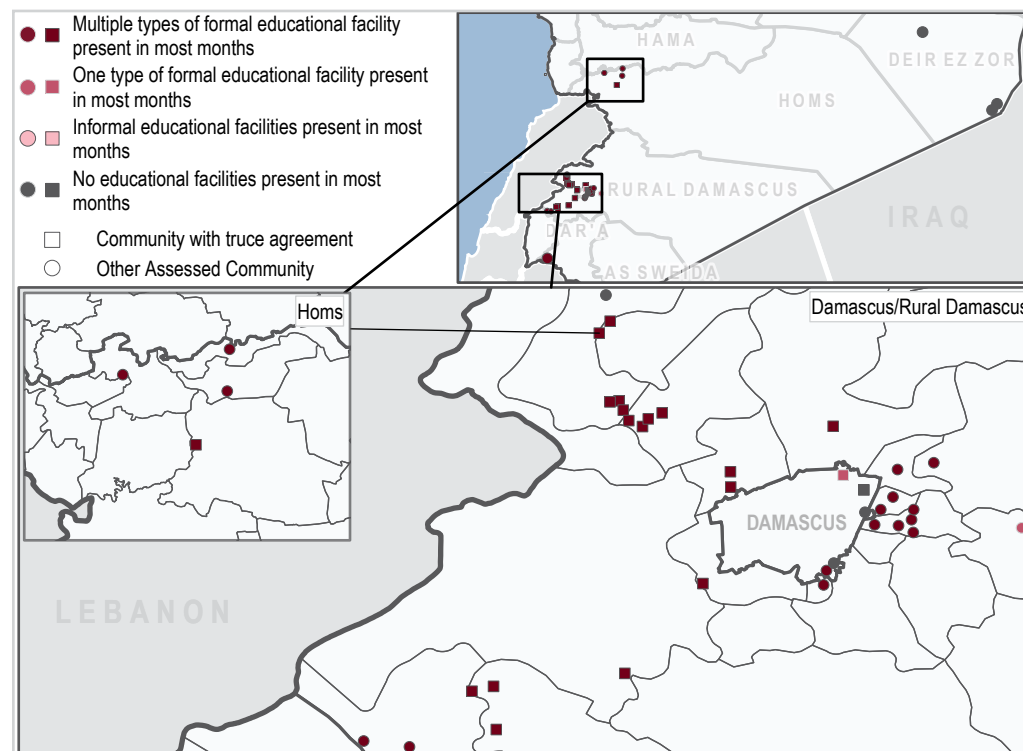 Multiple types of formal educational facility
present in most months
One type of formal educational facility present
in most months
Informal educational facilities present in most
months
No educational facilities present in most
months
Community with truce agreement
Other Assessed Community
HAMA
DEIR EZ ZOR
HOMS
RURAL DAMASCUS
IRAQ
DAR'A
AS SWEIDA
Homs
Damascus/Rural Damascus
DAMASCUS
LEBANON